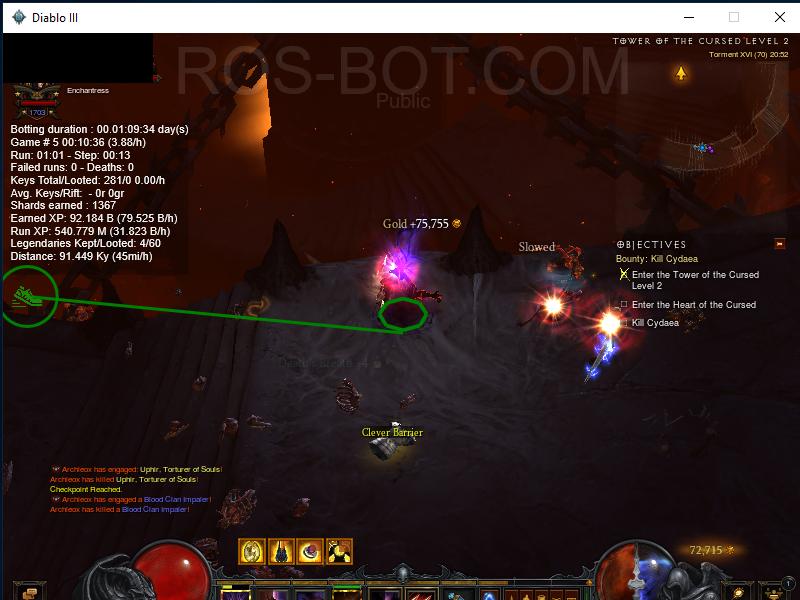 Diablo III
TOWER OF THE CURSED LEVEL 2
Torment XVI (70) 20:52
ROS-BOT.COM
Public
Enchantress
1703
Botting duration : 00.01:09:34 day(s)
Game # 5 00:10:36 (3.88/h)
Run: 01:01 - Step: 00:13
Failed runs: 0 - Deaths: 0
Keys Total/Looted: 281/0 0.00/h
Avg. Keys/Rift:  - 0r 0gr
Shards earned : 1367
Earned XP: 92.184 B (79.525 B/h)
Run XP: 540.779 M (31.823 B/h)
Legendaries Kept/Looted: 4/60
Distance: 91.449 Ky (45mi/h)
Gold +75,755
Slowed
OBJECTIVES
Bounty: Kill Cydaea
Enter the Tower of the Cursed
Level 2
Enter the Heart of the Cursed
Kill Cydaea
Clever Barrier
Archleox has engaged: Uphir, Torturer of Souls!
Archleox has killed Uphir, Torturer of Souls!
Checkpoint Reached.
Archleox has engaged a Blood Clan Impaler!
Archleox has killed a Blood Clan Impaler!
72,715
1